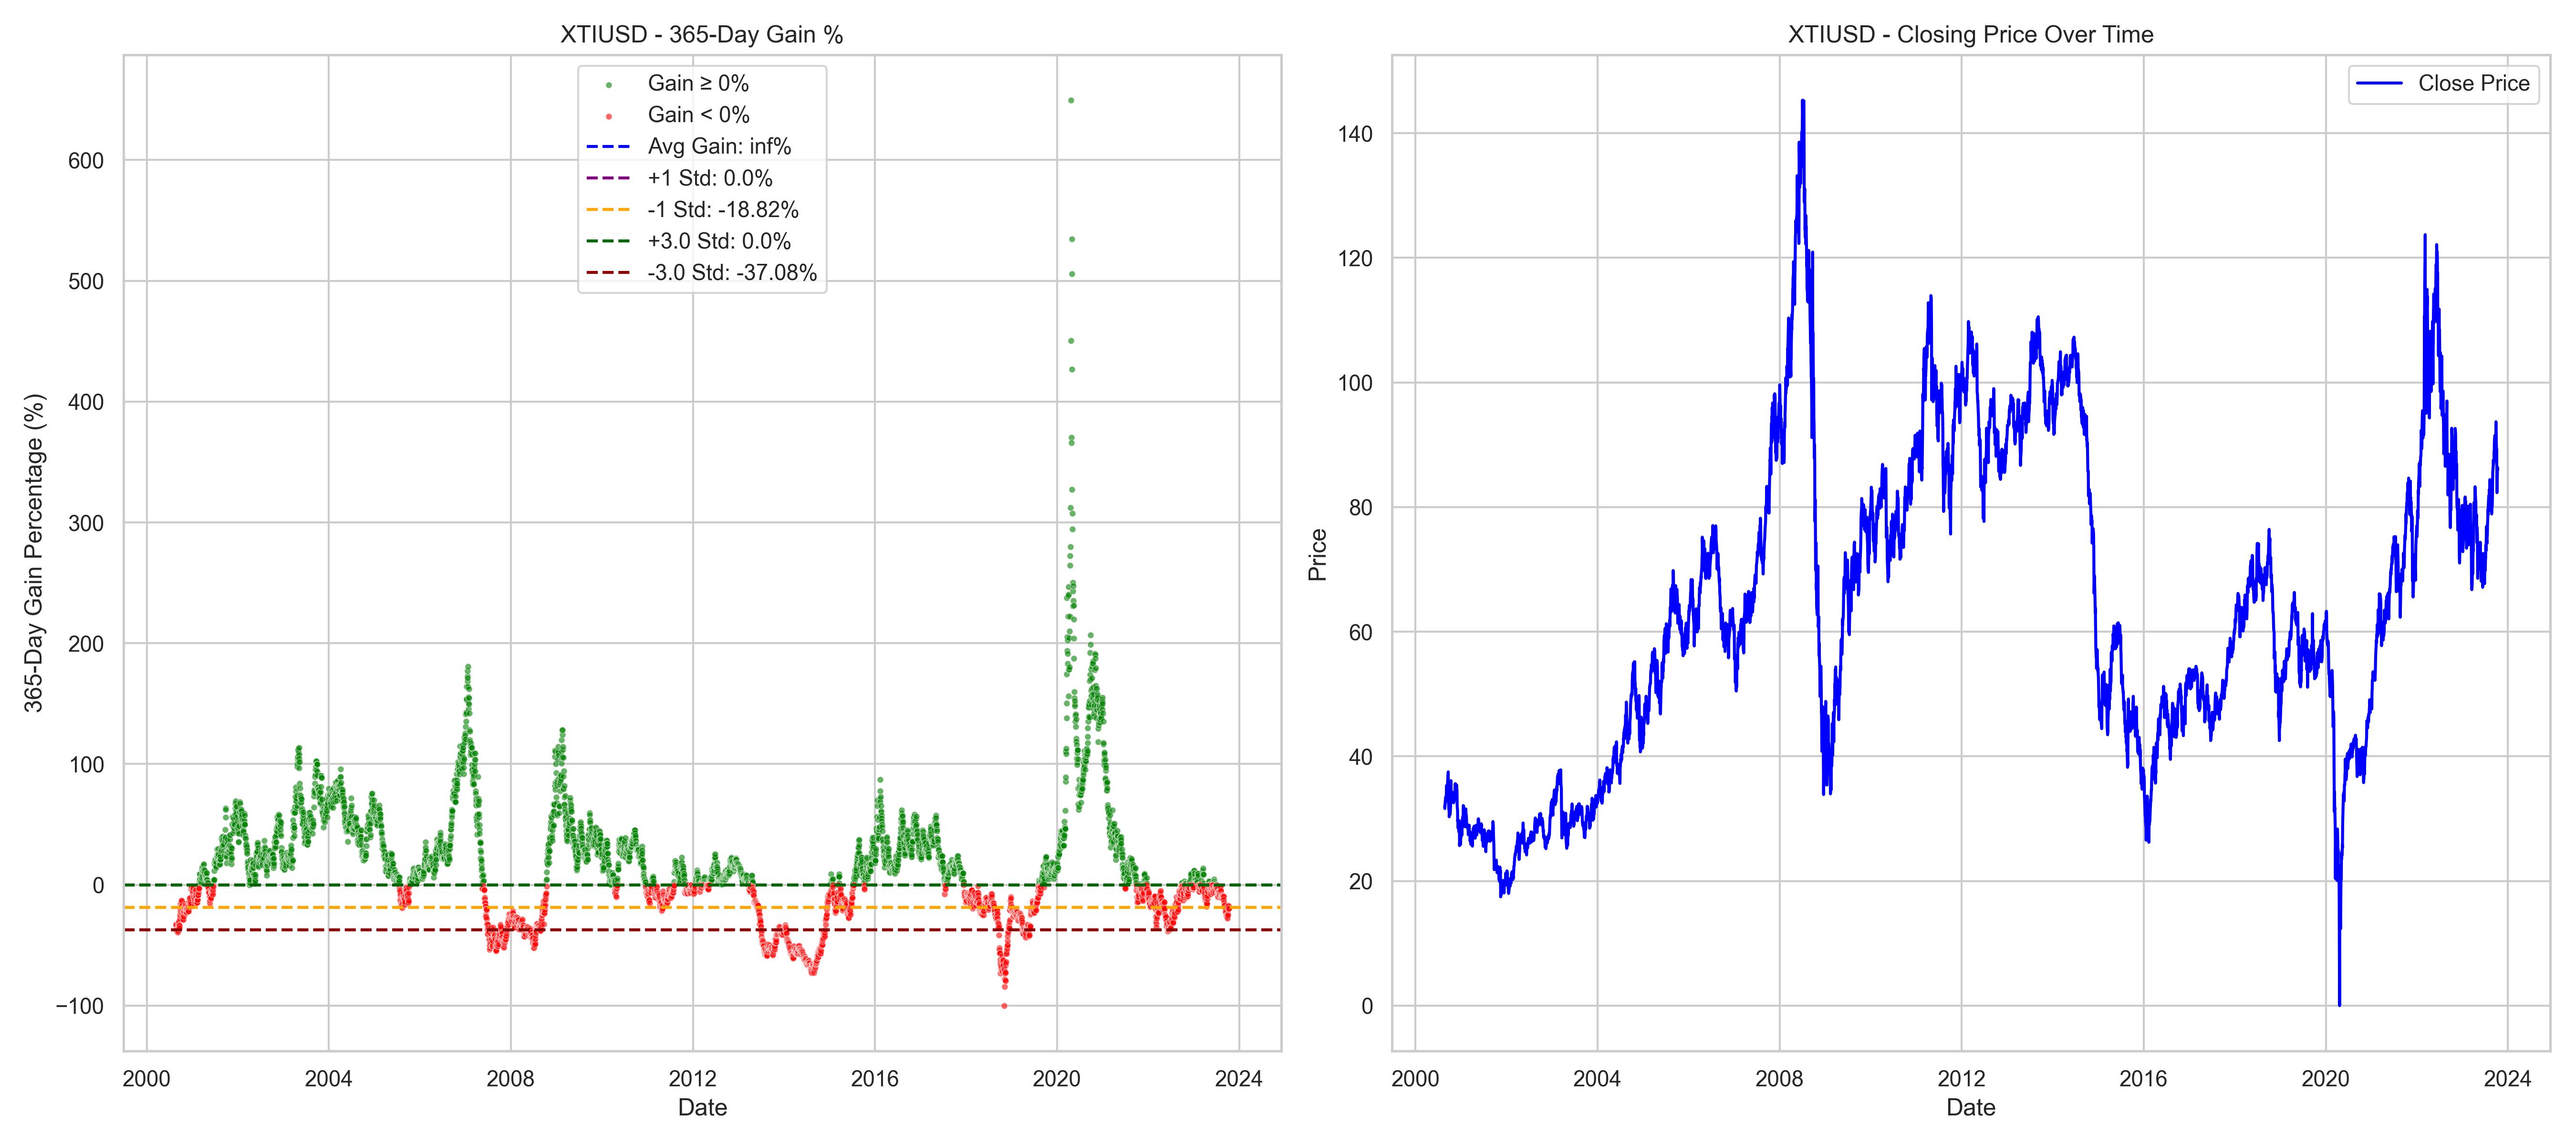 XTIUSD - 365-Day Gain %
Gain ≥ 0%
Gain < 0%
Avg Gain: inf%
+1 Std: 0.0%
-1 Std: -18.82%
+3.0 Std: 0.0%
-3.0 Std: -37.08%
365-Day Gain Percentage (%)
600
500
400
300
200
100
0
−100
2000
2004
2008
2012
2016
2020
2024
Date
XTIUSD - Closing Price Over Time
Close Price
Price
140
120
100
80
60
40
20
0
2000
2004
2008
2012
2016
2020
2024
Date